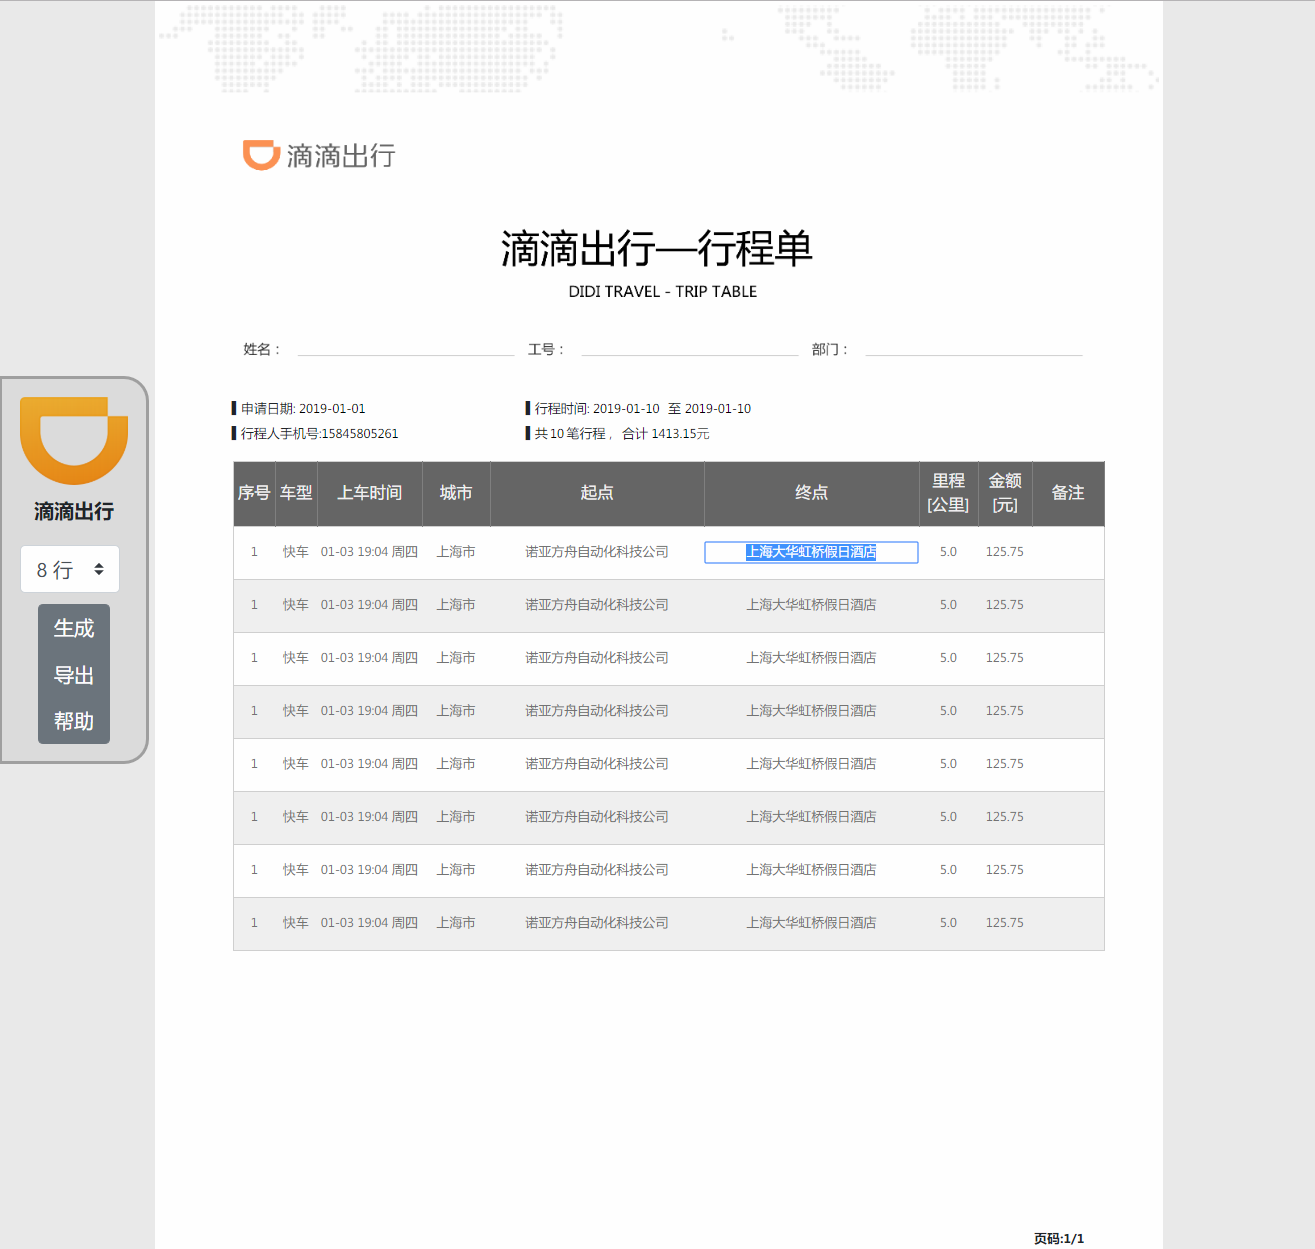 滴滴出行
滴滴出行—行程单
DIDI TRAVEL - TRIP TABLE
姓名： 工号： 部门：
申请日期: 2019-01-01 行程时间: 2019-01-10 至 2019-01-10
行程人手机号:15845805261 共10笔行程， 合计 1413.15元
序号 车型 上车时间 城市 起点 终点 里程[公里] 金额[元] 备注
1 快车 01-03 19:04 周四 上海市 诺亚方舟自动化科技公司 上海大华虹桥假日酒店 5.0 125.75
1 快车 01-03 19:04 周四 上海市 诺亚方舟自动化科技公司 上海大华虹桥假日酒店 5.0 125.75
1 快车 01-03 19:04 周四 上海市 诺亚方舟自动化科技公司 上海大华虹桥假日酒店 5.0 125.75
1 快车 01-03 19:04 周四 上海市 诺亚方舟自动化科技公司 上海大华虹桥假日酒店 5.0 125.75
1 快车 01-03 19:04 周四 上海市 诺亚方舟自动化科技公司 上海大华虹桥假日酒店 5.0 125.75
1 快车 01-03 19:04 周四 上海市 诺亚方舟自动化科技公司 上海大华虹桥假日酒店 5.0 125.75
1 快车 01-03 19:04 周四 上海市 诺亚方舟自动化科技公司 上海大华虹桥假日酒店 5.0 125.75
1 快车 01-03 19:04 周四 上海市 诺亚方舟自动化科技公司 上海大华虹桥假日酒店 5.0 125.75
页码:1/1
滴滴出行
8 行
生成
导出
帮助